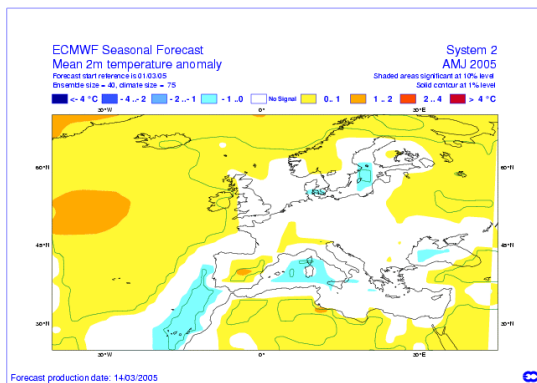 ECMWF Seasonal Forecast
System 2
Mean 2m temperature anomaly
AMJ 2005
Forecast start reference is 01/03/05
Shaded areas significant at 10% level
Ensemble size = 40, climate size = 75
Solid contour at 1% level
<-4 °C -4..-2 -2..-1 -1..0 No Signal 0..1 1..2 2..4 > 4 °C
30°W 0° 30°E
60°N 60°N
45°N 45°N
30°N 30°N
30°W 0° 30°E
Forecast production date: 14/03/2005